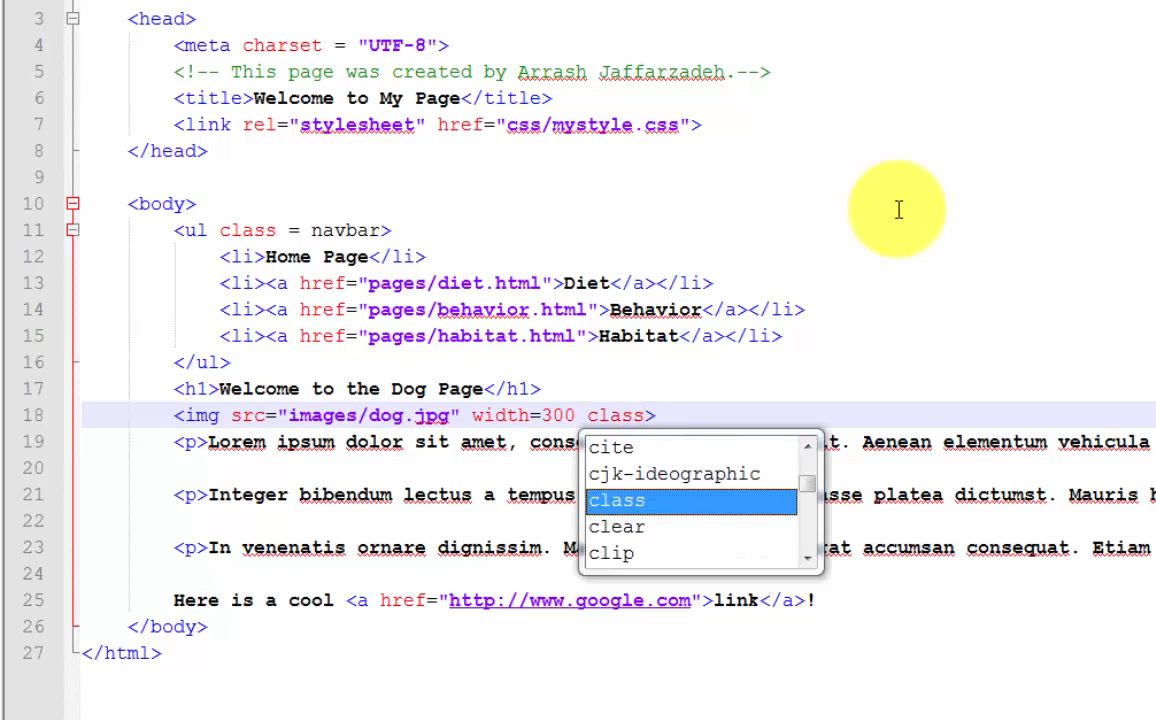 3 <head>
4 <meta charset = "UTF-8">
5 <!-- This page was created by Arrash Jaffarzadeh.-->
6 <title>Welcome to My Page</title>
7 <link rel="stylesheet" href="css/mystyle.css">
8 </head>
9
10 <body>
11 <ul class = navbar>
12 <li>Home Page</li>
13 <li><a href="pages/diet.html">Diet</a></li>
14 <li><a href="pages/behavior.html">Behavior</a></li>
15 <li><a href="pages/habitat.html">Habitat</a></li>
16 </ul>
17 <h1>Welcome to the Dog Page</h1>
18 <img src="images/dog.jpg" width=300 class>
19 <p>Lorem ipsum dolor sit amet, t. Aenean elementum vehicula
cite
20
cjk-ideographic
21 <p>Integer bibendum lectus a tempus platea dictumst. Mauris
class
22
clear
23 <p>In venenatis ornare dignissim. accumsan consequat. Etiam
clip
24
25 Here is a cool <a href="http://www.google.com">link</a>!
26 </body>
27 </html>